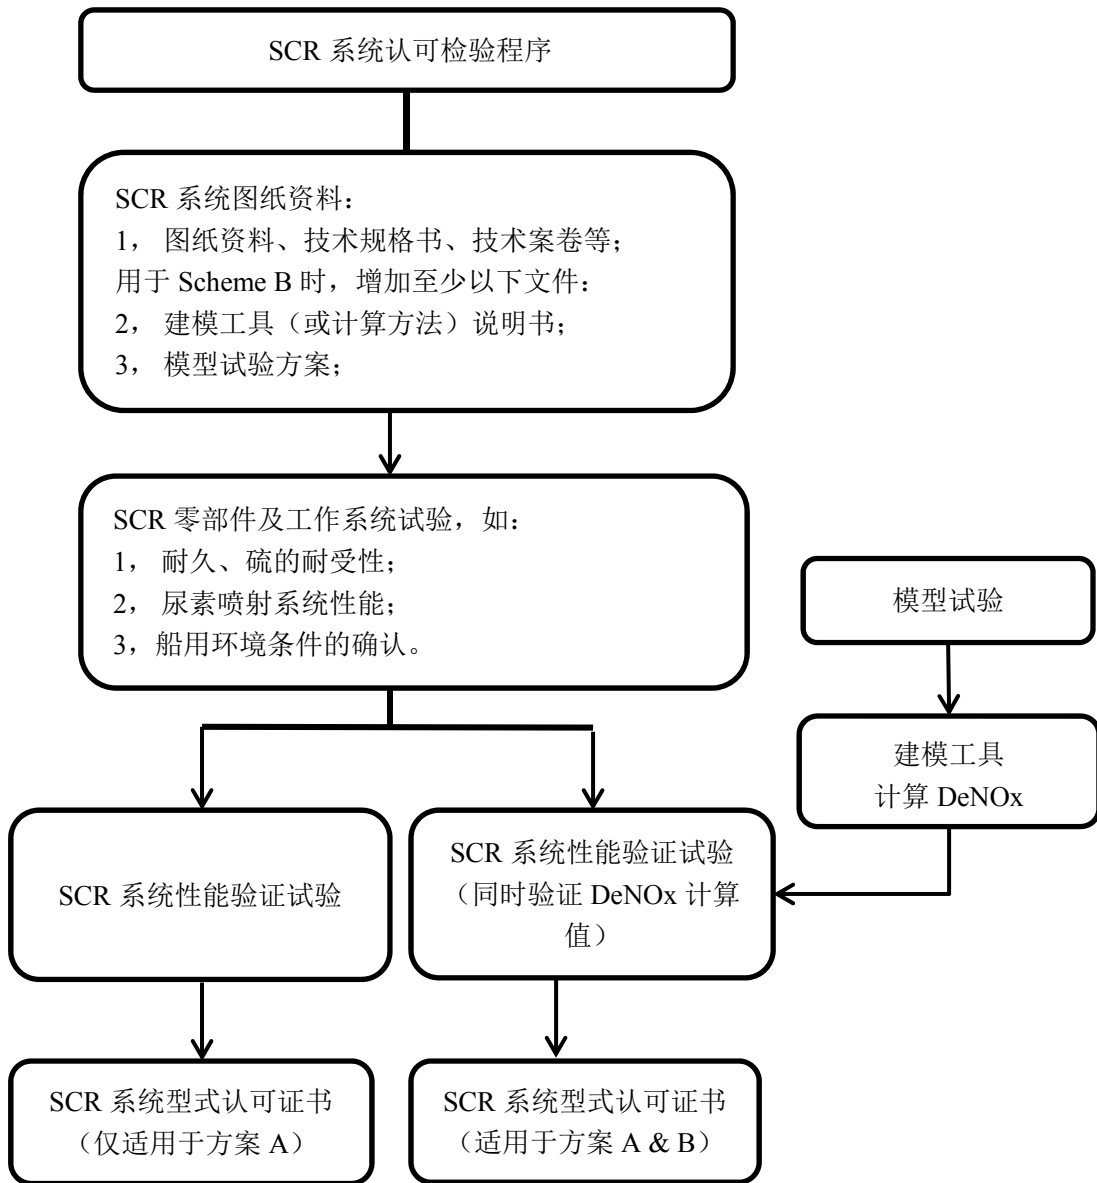 SCR 系统认可检验程序
SCR 系统图纸资料：
1， 图纸资料、技术规格书、技术案卷等；
用于 Scheme B 时，增加至少以下文件：
2， 建模工具（或计算方法）说明书；
3， 模型试验方案；
SCR 零部件及工作系统试验，如：
1， 耐久、硫的耐受性；
2， 尿素喷射系统性能；
3，船用环境条件的确认。
模型试验
建模工具
计算 DeNOx
SCR 系统性能验证试验
SCR 系统性能验证试验
（同时验证 DeNOx 计算
值）
SCR 系统型式认可证书
（仅适用于方案 A）
SCR 系统型式认可证书
（适用于方案 A & B）